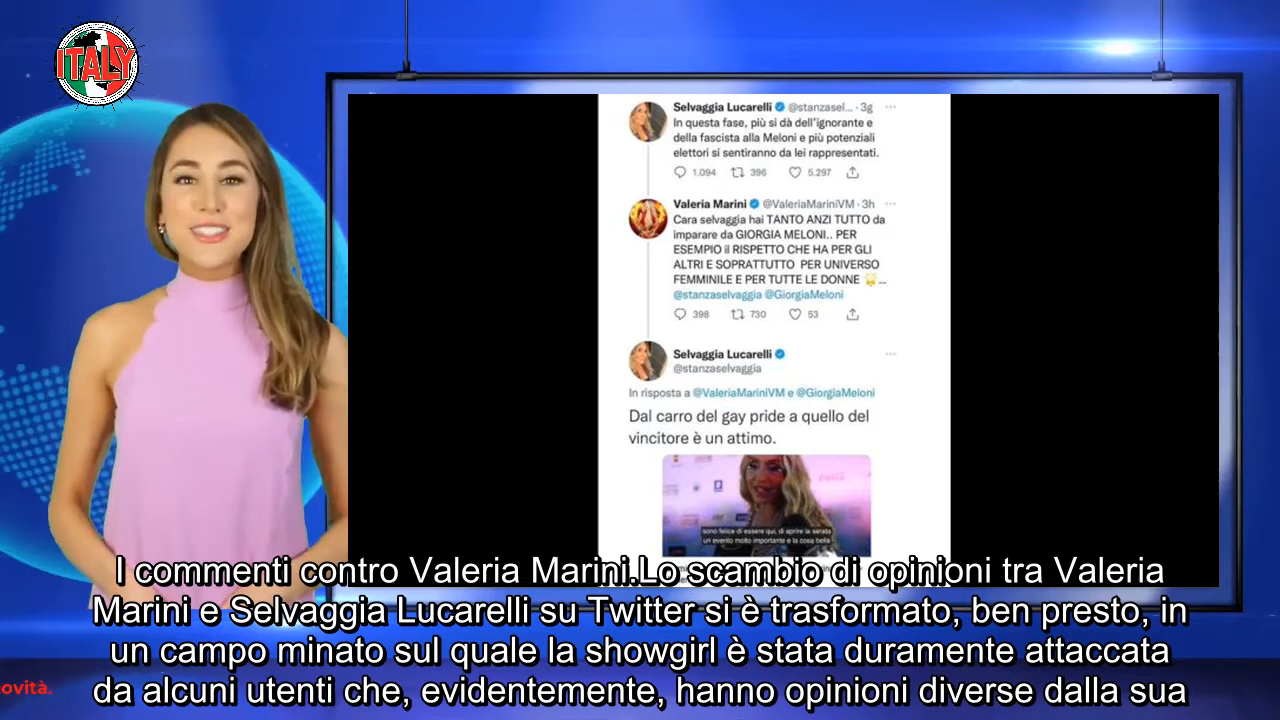 ITALY
Selvaggia Lucarelli @stanzasel... · 3g
In questa fase, più si dà dell'ignorante e
della fascista alla Meloni e più potenziali
elettori si sentiranno da lei rappresentati.
1.094 396 5.297
Valeria Marini @ValeriaMariniVM · 3h
Cara selvaggia hai TANTO ANZI TUTTO da
imparare da GIORGIA MELONI.. PER
ESEMPIO il RISPETTO CHE HA PER GLI
ALTRI E SOPRATTUTTO PER UNIVERSO
FEMMINILE E PER TUTTE LE DONNE 🌟...
@stanzaselvaggia @GiorgiaMeloni
398 730 53
Selvaggia Lucarelli
@stanzaselvaggia
In risposta a @ValeriaMariniVM e @GiorgiaMeloni
Dal carro del gay pride a quello del
vincitore è un attimo.
sono felice di essere qui, di aprire la serata
un evento molto importante e la cosa bella
I commenti contro Valeria Marini.Lo scambio di opinioni tra Valeria
Marini e Selvaggia Lucarelli su Twitter si è trasformato, ben presto, in
un campo minato sul quale la showgirl è stata duramente attaccata
ovità.
da alcuni utenti che, evidentemente, hanno opinioni diverse dalla sua